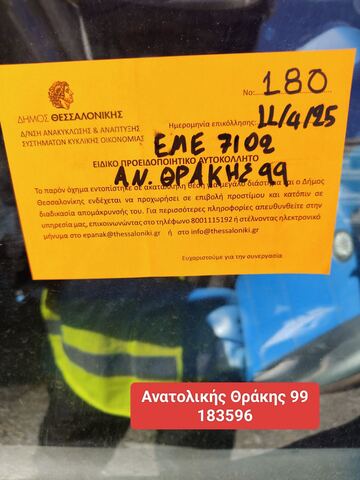 ΔΗΜΟΣ ΘΕΣΣΑΛΟΝΙΚΗΣ
Δ/ΝΣΗ ΑΝΑΚΥΚΛΩΣΗΣ & ΑΝΑΠΤΥΞΗΣ
ΣΥΣΤΗΜΑΤΩΝ ΚΥΚΛΙΚΗΣ ΟΙΚΟΝΟΜΙΑΣ
Νο: 180
Ημερομηνία επικόλλησης: 11/4/25
ΕΜΕ 7102
ΕΙΔΙΚΟ ΠΡΟΕΙΔΟΠΟΙΗΤΙΚΟ ΑΥΤΟΚΟΛΛΗΤΟ
ΑΝ. ΘΡΑΚΗΣ 99
Το παρόν όχημα εντοπίστηκε σε ακατάλληλη θέση για μεγάλο διάστημα και ο Δήμος
Θεσσαλονίκης ενδέχεται να προχωρήσει σε επιβολή προστίμου και κατόπιν σε
διαδικασία απομάκρυνσής του. Για περισσότερες πληροφορίες απευθυνθείτε στην
υπηρεσία μας, επικοινωνώντας στο τηλέφωνο 8001115192 ή στέλνοντας ηλεκτρονικό
μήνυμα στο epanak@thessaloniki.gr ή στο info@thessaloniki.gr.
Ευχαριστούμε για την συνεργασία
Ανατολικής Θράκης 99
183596